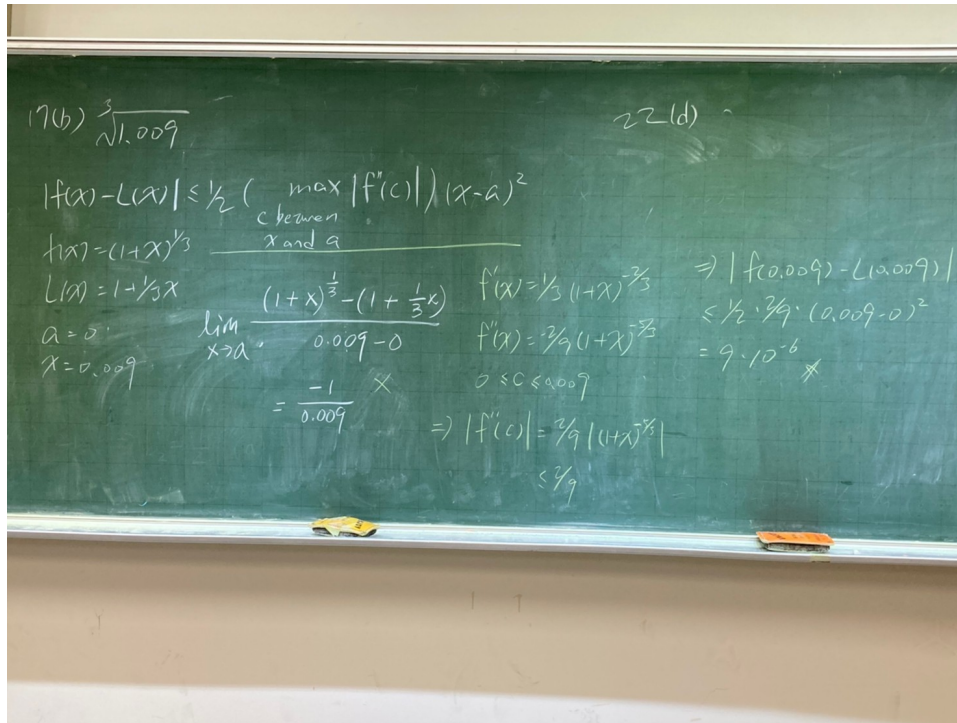 17(b) ∛1.009
|f(x)-L(x)| ≤ 1/2 ( max |f''(c)| ) (x-a)²
c between
x and a
f(x)=(1+x)^{1/3}
L(x)=1+1/3x
a=0
x=0.009
lim_{x→a} ((1+x)^{1/3}-(1+1/3x))/(0.009-0)
= -1/0.009 ×
f'(x)=1/3(1+x)^{-2/3}
f''(x)=-2/9(1+x)^{-5/3}
0≤c≤0.009
⇒ |f''(c)|=2/9|(1+x)^{-5/3}|
≤2/9
22(d)
⇒ |f(0.009)-L(0.009)|
≤ 1/2·2/9·(0.009-0)²
= 9·10^{-6}